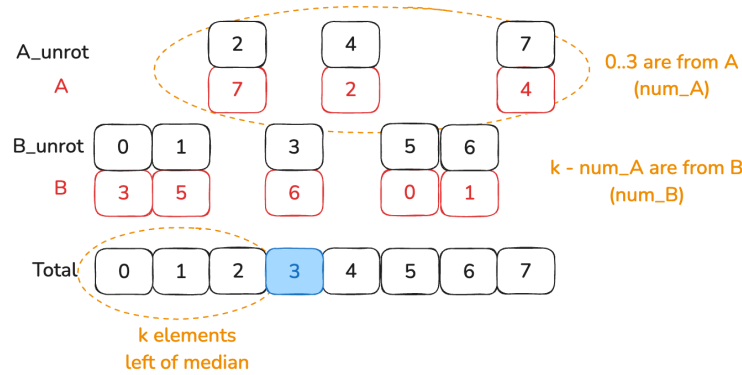 A_unrot 2 4 7
A 7 2 4
0..3 are from A
(num_A)
B_unrot 0 1 3 5 6
B 3 5 6 0 1
k - num_A are from B
(num_B)
Total 0 1 2 3 4 5 6 7
k elements
left of median